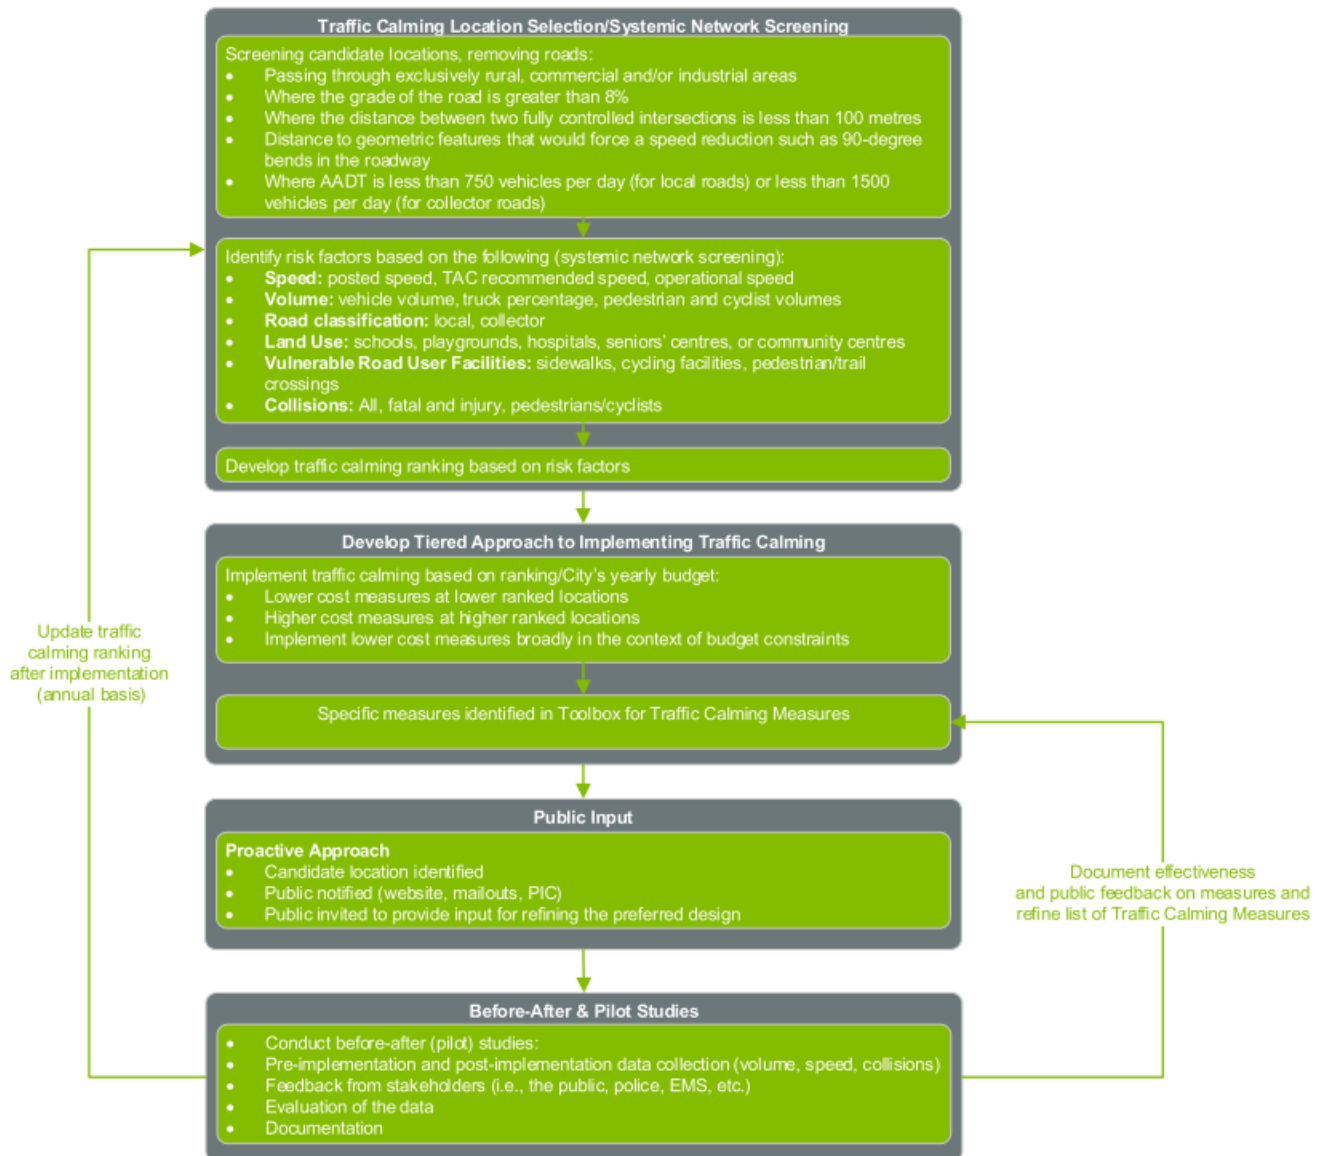 Traffic Calming Location Selection/Systemic Network Screening
Screening candidate locations, removing roads:
• Passing through exclusively rural, commercial and/or industrial areas
• Where the grade of the road is greater than 8%
• Where the distance between two fully controlled intersections is less than 100 metres
• Distance to geometric features that would force a speed reduction such as 90-degree
bends in the roadway
• Where AADT is less than 750 vehicles per day (for local roads) or less than 1500
vehicles per day (for collector roads)
Identify risk factors based on the following (systemic network screening):
• Speed: posted speed, TAC recommended speed, operational speed
• Volume: vehicle volume, truck percentage, pedestrian and cyclist volumes
• Road classification: local, collector
• Land Use: schools, playgrounds, hospitals, seniors' centres, or community centres
• Vulnerable Road User Facilities: sidewalks, cycling facilities, pedestrian/trail
crossings
• Collisions: All, fatal and injury, pedestrians/cyclists
Develop traffic calming ranking based on risk factors
Develop Tiered Approach to Implementing Traffic Calming
Implement traffic calming based on ranking/City's yearly budget:
• Lower cost measures at lower ranked locations
• Higher cost measures at higher ranked locations
• Implement lower cost measures broadly in the context of budget constraints
Specific measures identified in Toolbox for Traffic Calming Measures
Update traffic
calming ranking
after implementation
(annual basis)
Public Input
Proactive Approach
• Candidate location identified
• Public notified (website, mailouts, PIC)
• Public invited to provide input for refining the preferred design
Document effectiveness
and public feedback on measures and
refine list of Traffic Calming Measures
Before-After & Pilot Studies
• Conduct before-after (pilot) studies:
• Pre-implementation and post-implementation data collection (volume, speed, collisions)
• Feedback from stakeholders (i.e., the public, police, EMS, etc.)
• Evaluation of the data
• Documentation